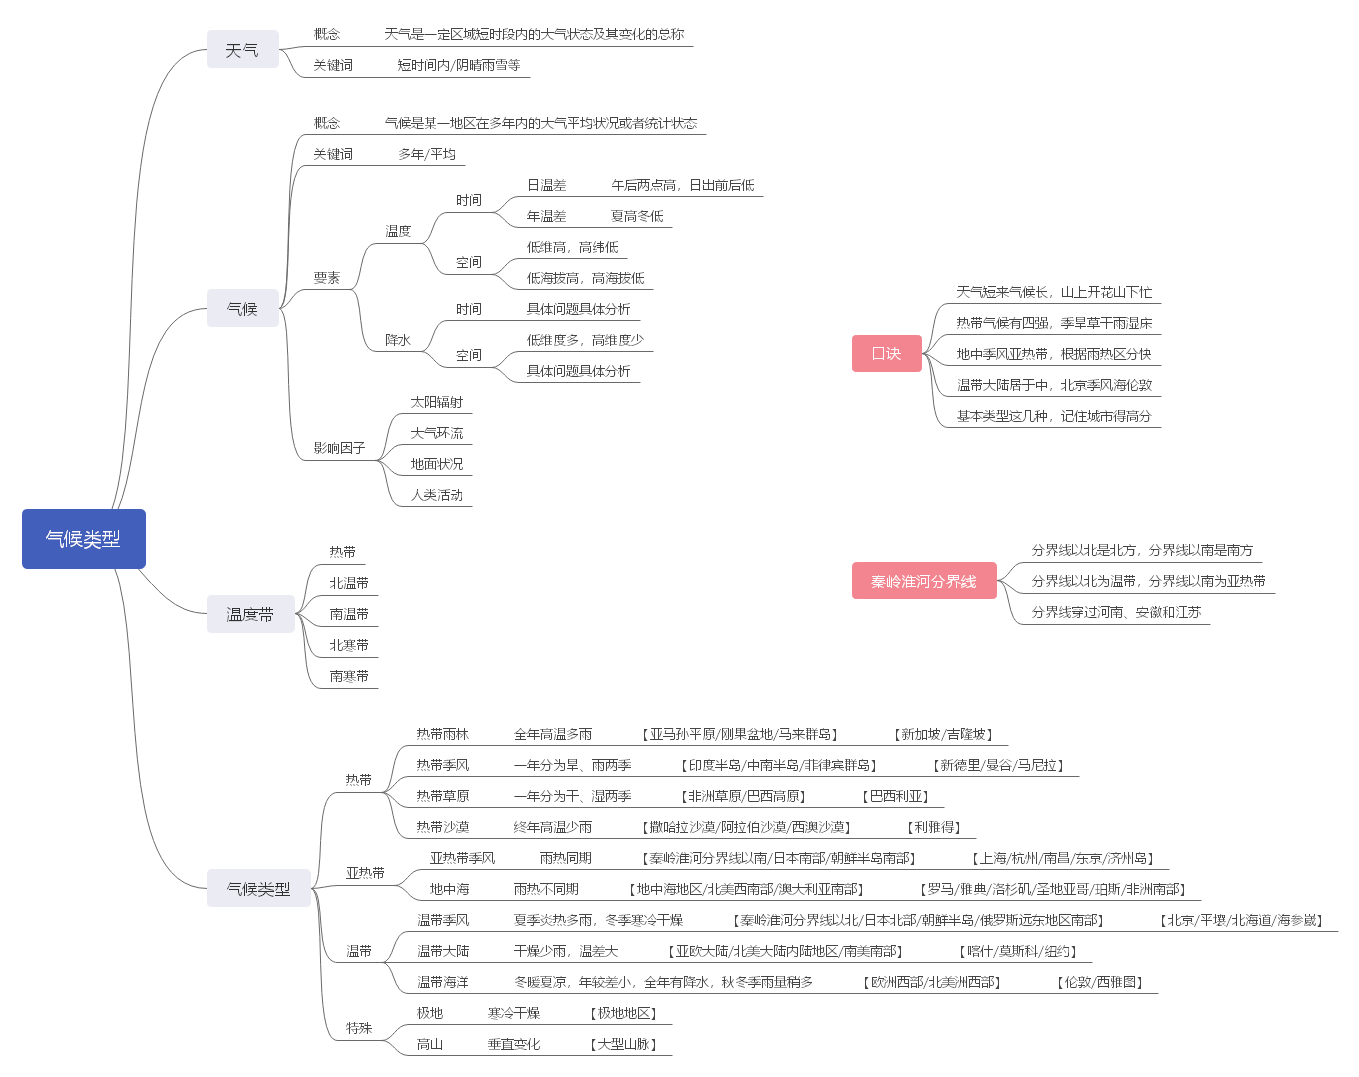 气候类型
天气
概念 天气是一定区域短时段内的大气状态及其变化的总称
关键词 短时间内/阴晴雨雪等
气候
概念 气候是某一地区在多年内的大气平均状况或者统计状态
关键词 多年/平均
要素
温度
时间
日温差 午后两点高，日出前后低
年温差 夏高冬低
空间
低维高，高纬低
低海拔高，高海拔低
降水
时间 具体问题具体分析
空间
低维度多，高维度少
具体问题具体分析
影响因子
太阳辐射
大气环流
地面状况
人类活动
温度带
热带
北温带
南温带
北寒带
南寒带
气候类型
热带
热带雨林 全年高温多雨 【亚马孙平原/刚果盆地/马来群岛】 【新加坡/吉隆坡】
热带季风 一年分为旱、雨两季 【印度半岛/中南半岛/菲律宾群岛】 【新德里/曼谷/马尼拉】
热带草原 一年分为干、湿两季 【非洲草原/巴西高原】 【巴西利亚】
热带沙漠 终年高温少雨 【撒哈拉沙漠/阿拉伯沙漠/西澳沙漠】 【利雅得】
亚热带
亚热带季风 雨热同期 【秦岭淮河分界线以南/日本南部/朝鲜半岛南部】 【上海/杭州/南昌/东京/济州岛】
地中海 雨热不同期 【地中海地区/北美西南部/澳大利亚南部】 【罗马/雅典/洛杉矶/圣地亚哥/珀斯/非洲南部】
温带
温带季风 夏季炎热多雨，冬季寒冷干燥 【秦岭淮河分界线以北/日本北部/朝鲜半岛/俄罗斯远东地区南部】 【北京/平壤/北海道/海参崴】
温带大陆 干燥少雨，温差大 【亚欧大陆/北美大陆内陆地区/南美南部】 【喀什/莫斯科/纽约】
温带海洋 冬暖夏凉，年较差小，全年有降水，秋冬季雨量稍多 【欧洲西部/北美洲西部】 【伦敦/西雅图】
特殊
极地 寒冷干燥 【极地地区】
高山 垂直变化 【大型山脉】
口诀
天气短来气候长，山上开花山下忙
热带气候有四强，季旱草干雨湿床
地中季风亚热带，根据雨热区分快
温带大陆居于中，北京季风海伦敦
基本类型这几种，记住城市得高分
秦岭淮河分界线
分界线以北是北方，分界线以南是南方
分界线以北为温带，分界线以南为亚热带
分界线穿过河南、安徽和江苏